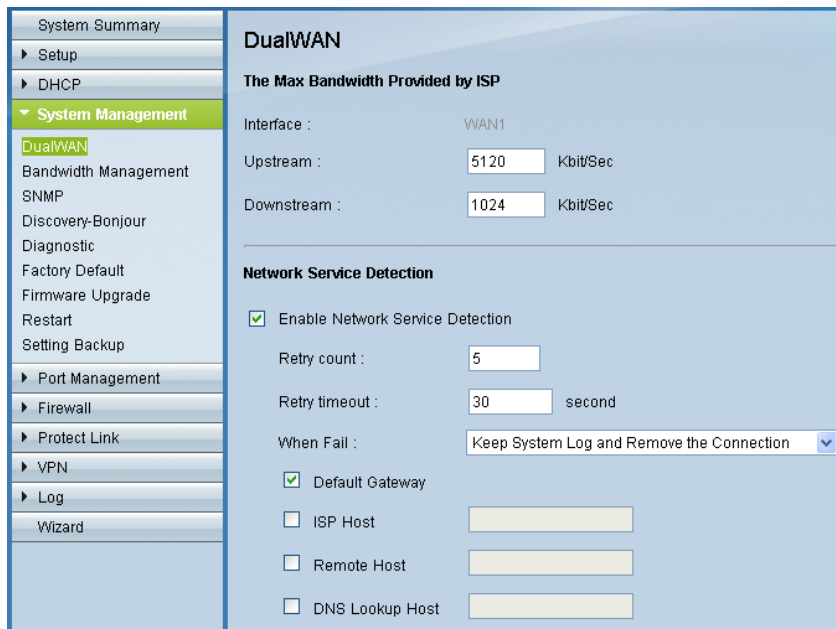 System Summary
Setup
DHCP
System Management
DualWAN
Bandwidth Management
SNMP
Discovery-Bonjour
Diagnostic
Factory Default
Firmware Upgrade
Restart
Setting Backup
Port Management
Firewall
Protect Link
VPN
Log
Wizard
DualWAN
The Max Bandwidth Provided by ISP
Interface : WAN1
Upstream : 5120 Kbit/Sec
Downstream : 1024 Kbit/Sec
Network Service Detection
Enable Network Service Detection
Retry count : 5
Retry timeout : 30 second
When Fail : Keep System Log and Remove the Connection
Default Gateway
ISP Host
Remote Host
DNS Lookup Host